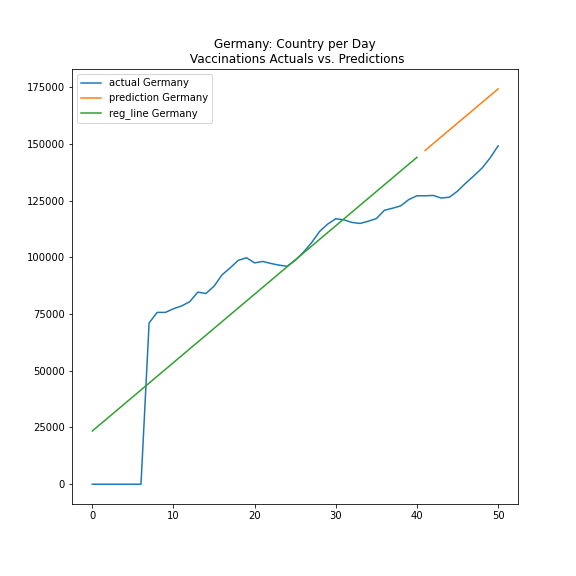 Germany: Country per Day
Vaccinations Actuals vs. Predictions
actual Germany
prediction Germany
reg_line Germany
175000
150000
125000
100000
75000
50000
25000
0
0 10 20 30 40 50